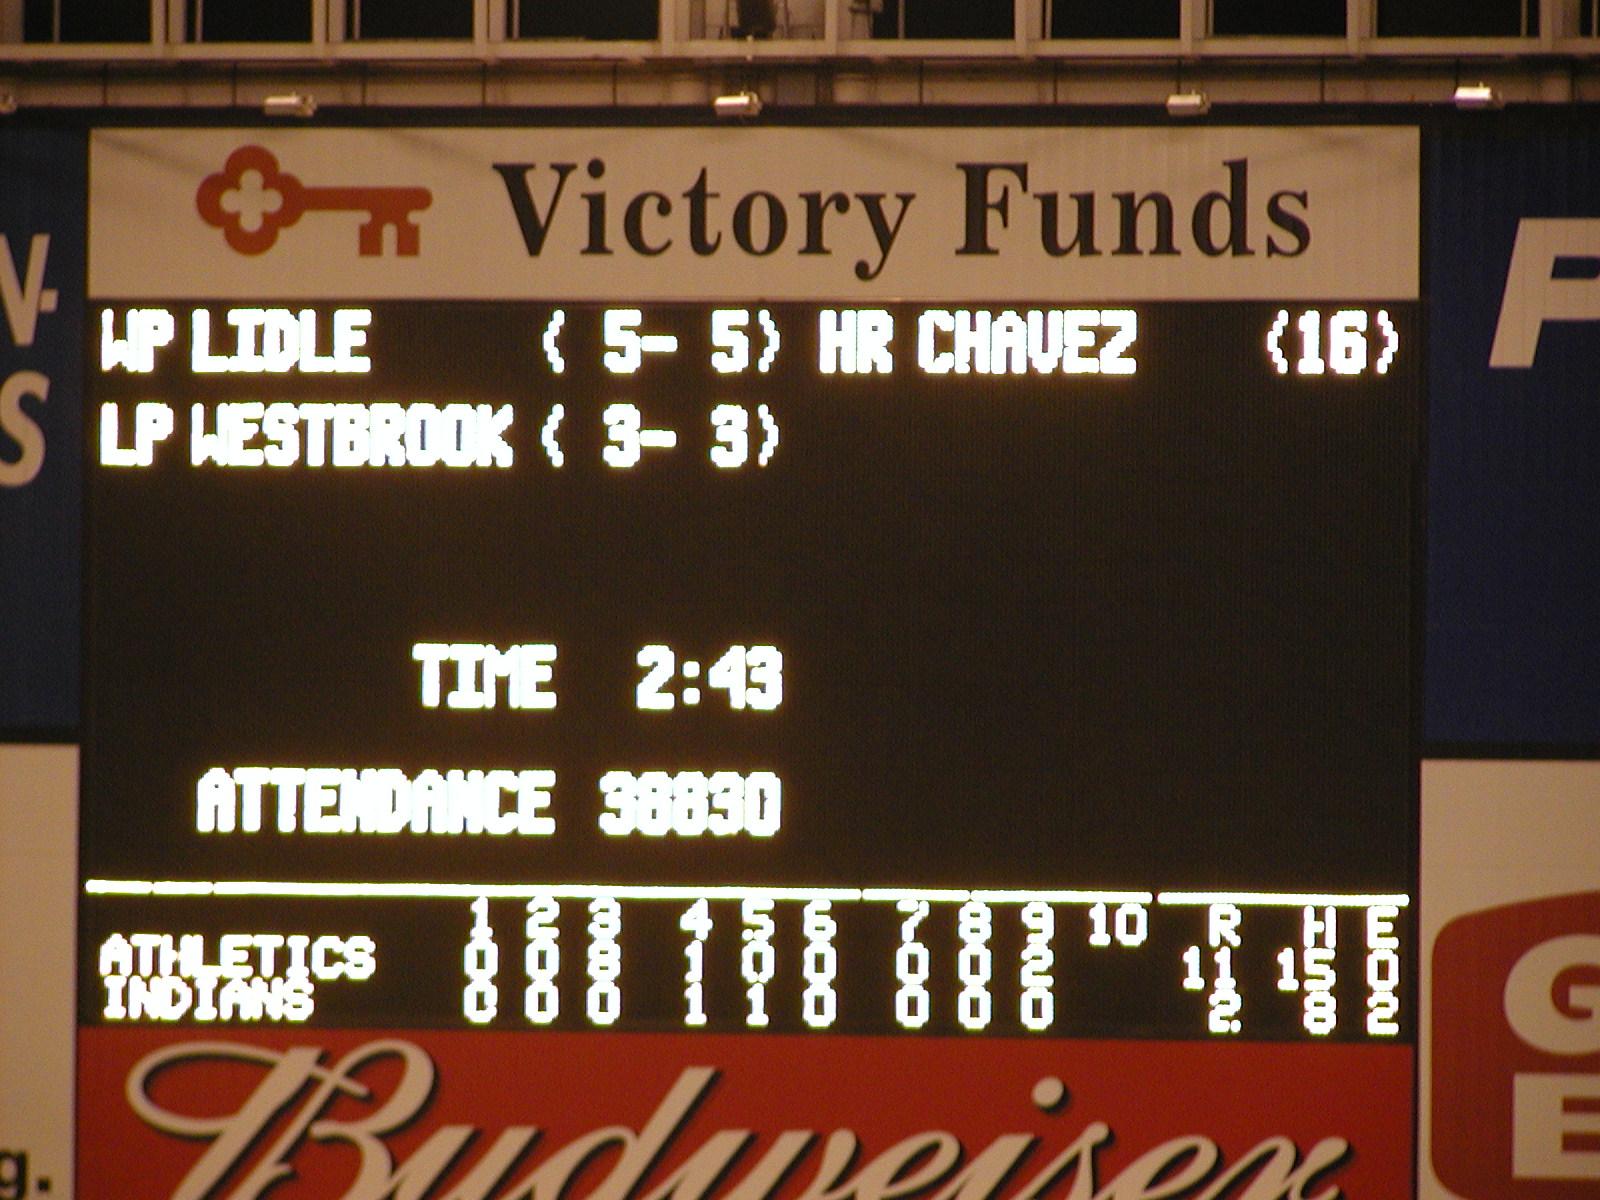 Victory Funds
WP LIDLE ( 5- 5) HR CHAVEZ (16)
LP WESTBROOK ( 3- 3)
TIME 2:43
ATTENDANCE 38830
1 2 3 4 5 6 7 8 9 10 R H E
ATHLETICS 0 0 8 1 0 0 0 0 2 11 15 0
INDIANS 0 0 0 1 1 0 0 0 0 2 8 2
Budweiser